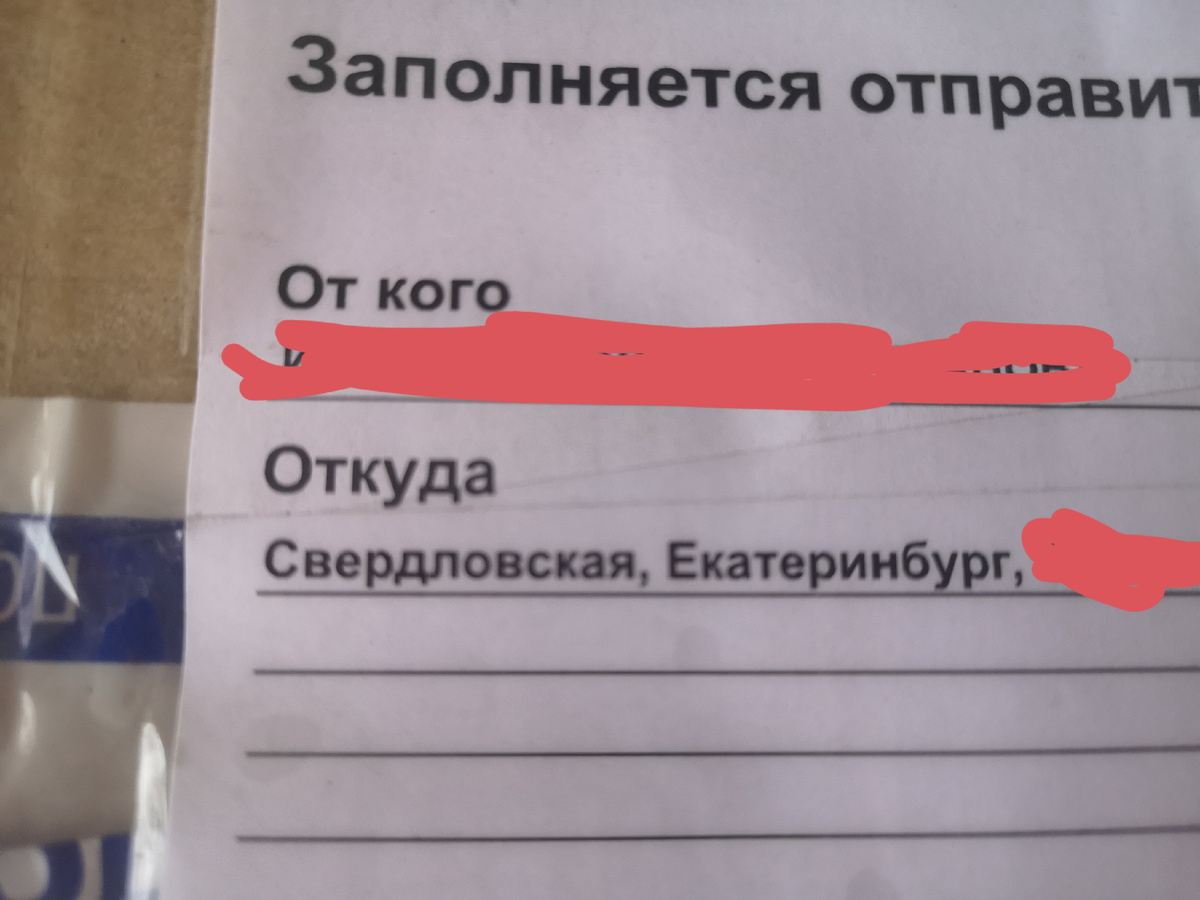 Заполняется отправит
От кого
Откуда
Свердловская, Екатеринбург,